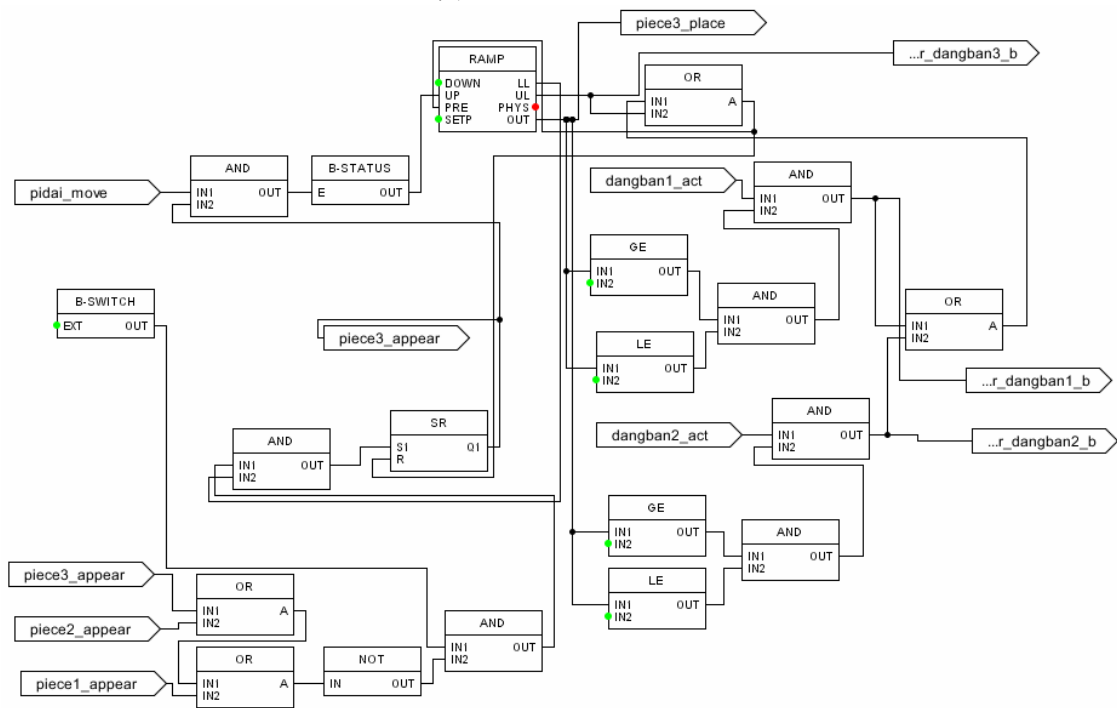 piece3_place
...r_dangban3_b
RAMP
DOWN LL
UP UL
PRE PHYS
SETP OUT
OR
IN1 A
IN2
AND
IN1 OUT
IN2
B-STATUS
E OUT
pidai_move
dangban1_act
AND
IN1 OUT
IN2
GE
IN1 OUT
IN2
B-SWITCH
EXT OUT
AND
IN1 OUT
IN2
OR
IN1 A
IN2
piece3_appear
LE
IN1 OUT
IN2
...r_dangban1_b
AND
IN1 OUT
IN2
SR
S1 Q1
R
dangban2_act
AND
IN1 OUT
IN2
...r_dangban2_b
GE
IN1 OUT
IN2
AND
IN1 OUT
IN2
piece3_appear
OR
IN1 A
IN2
LE
IN1 OUT
IN2
piece2_appear
AND
IN1 OUT
IN2
OR
IN1 A
IN2
NOT
IN OUT
piece1_appear